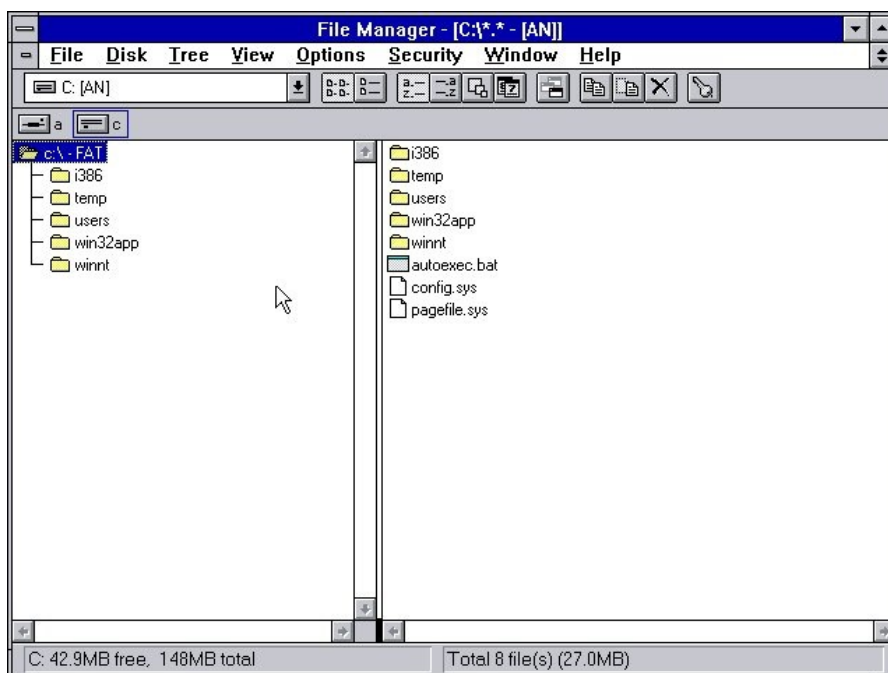 File Manager - [C:\*.* - [AN]]
File Disk Tree View Options Security Window Help
C: [AN]
a c
c:\ - FAT
i386
temp
users
win32app
winnt
i386
temp
users
win32app
winnt
autoexec.bat
config.sys
pagefile.sys
C: 42.9MB free, 148MB total
Total 8 file(s) (27.0MB)